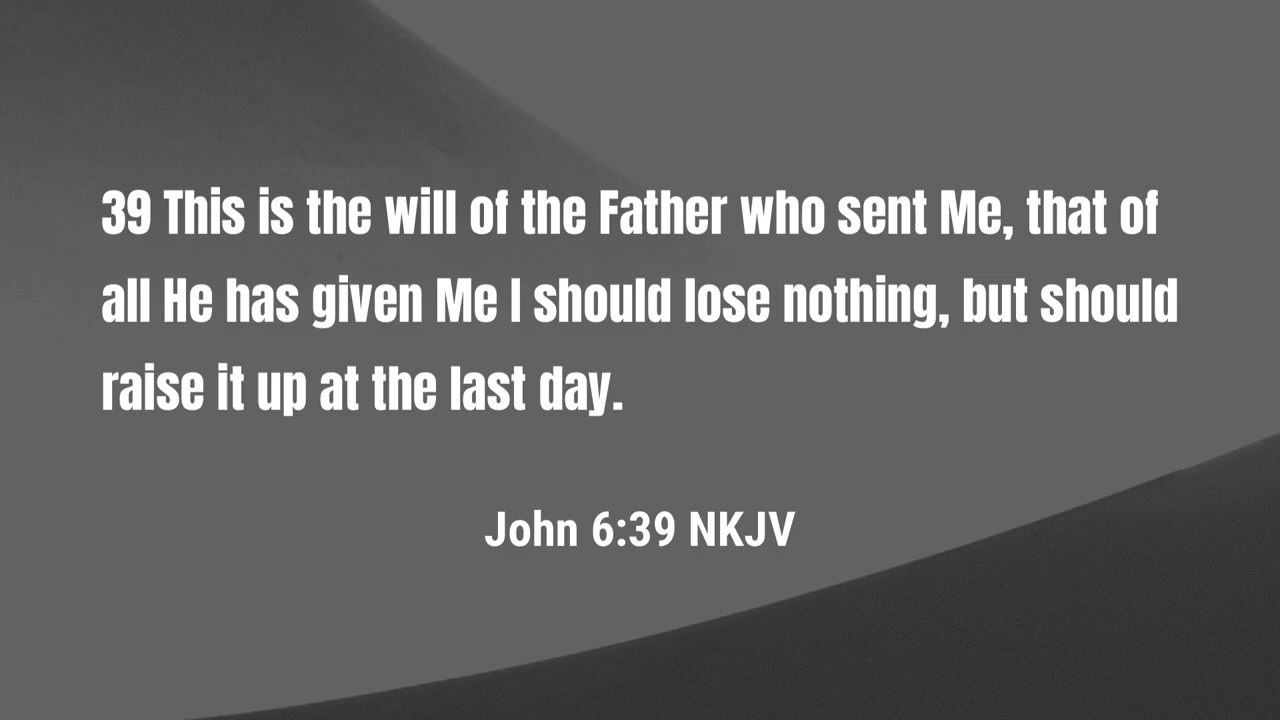 39 This is the will of the Father who sent Me, that of
all He has given Me I should lose nothing, but should
raise it up at the last day.
John 6:39 NKJV